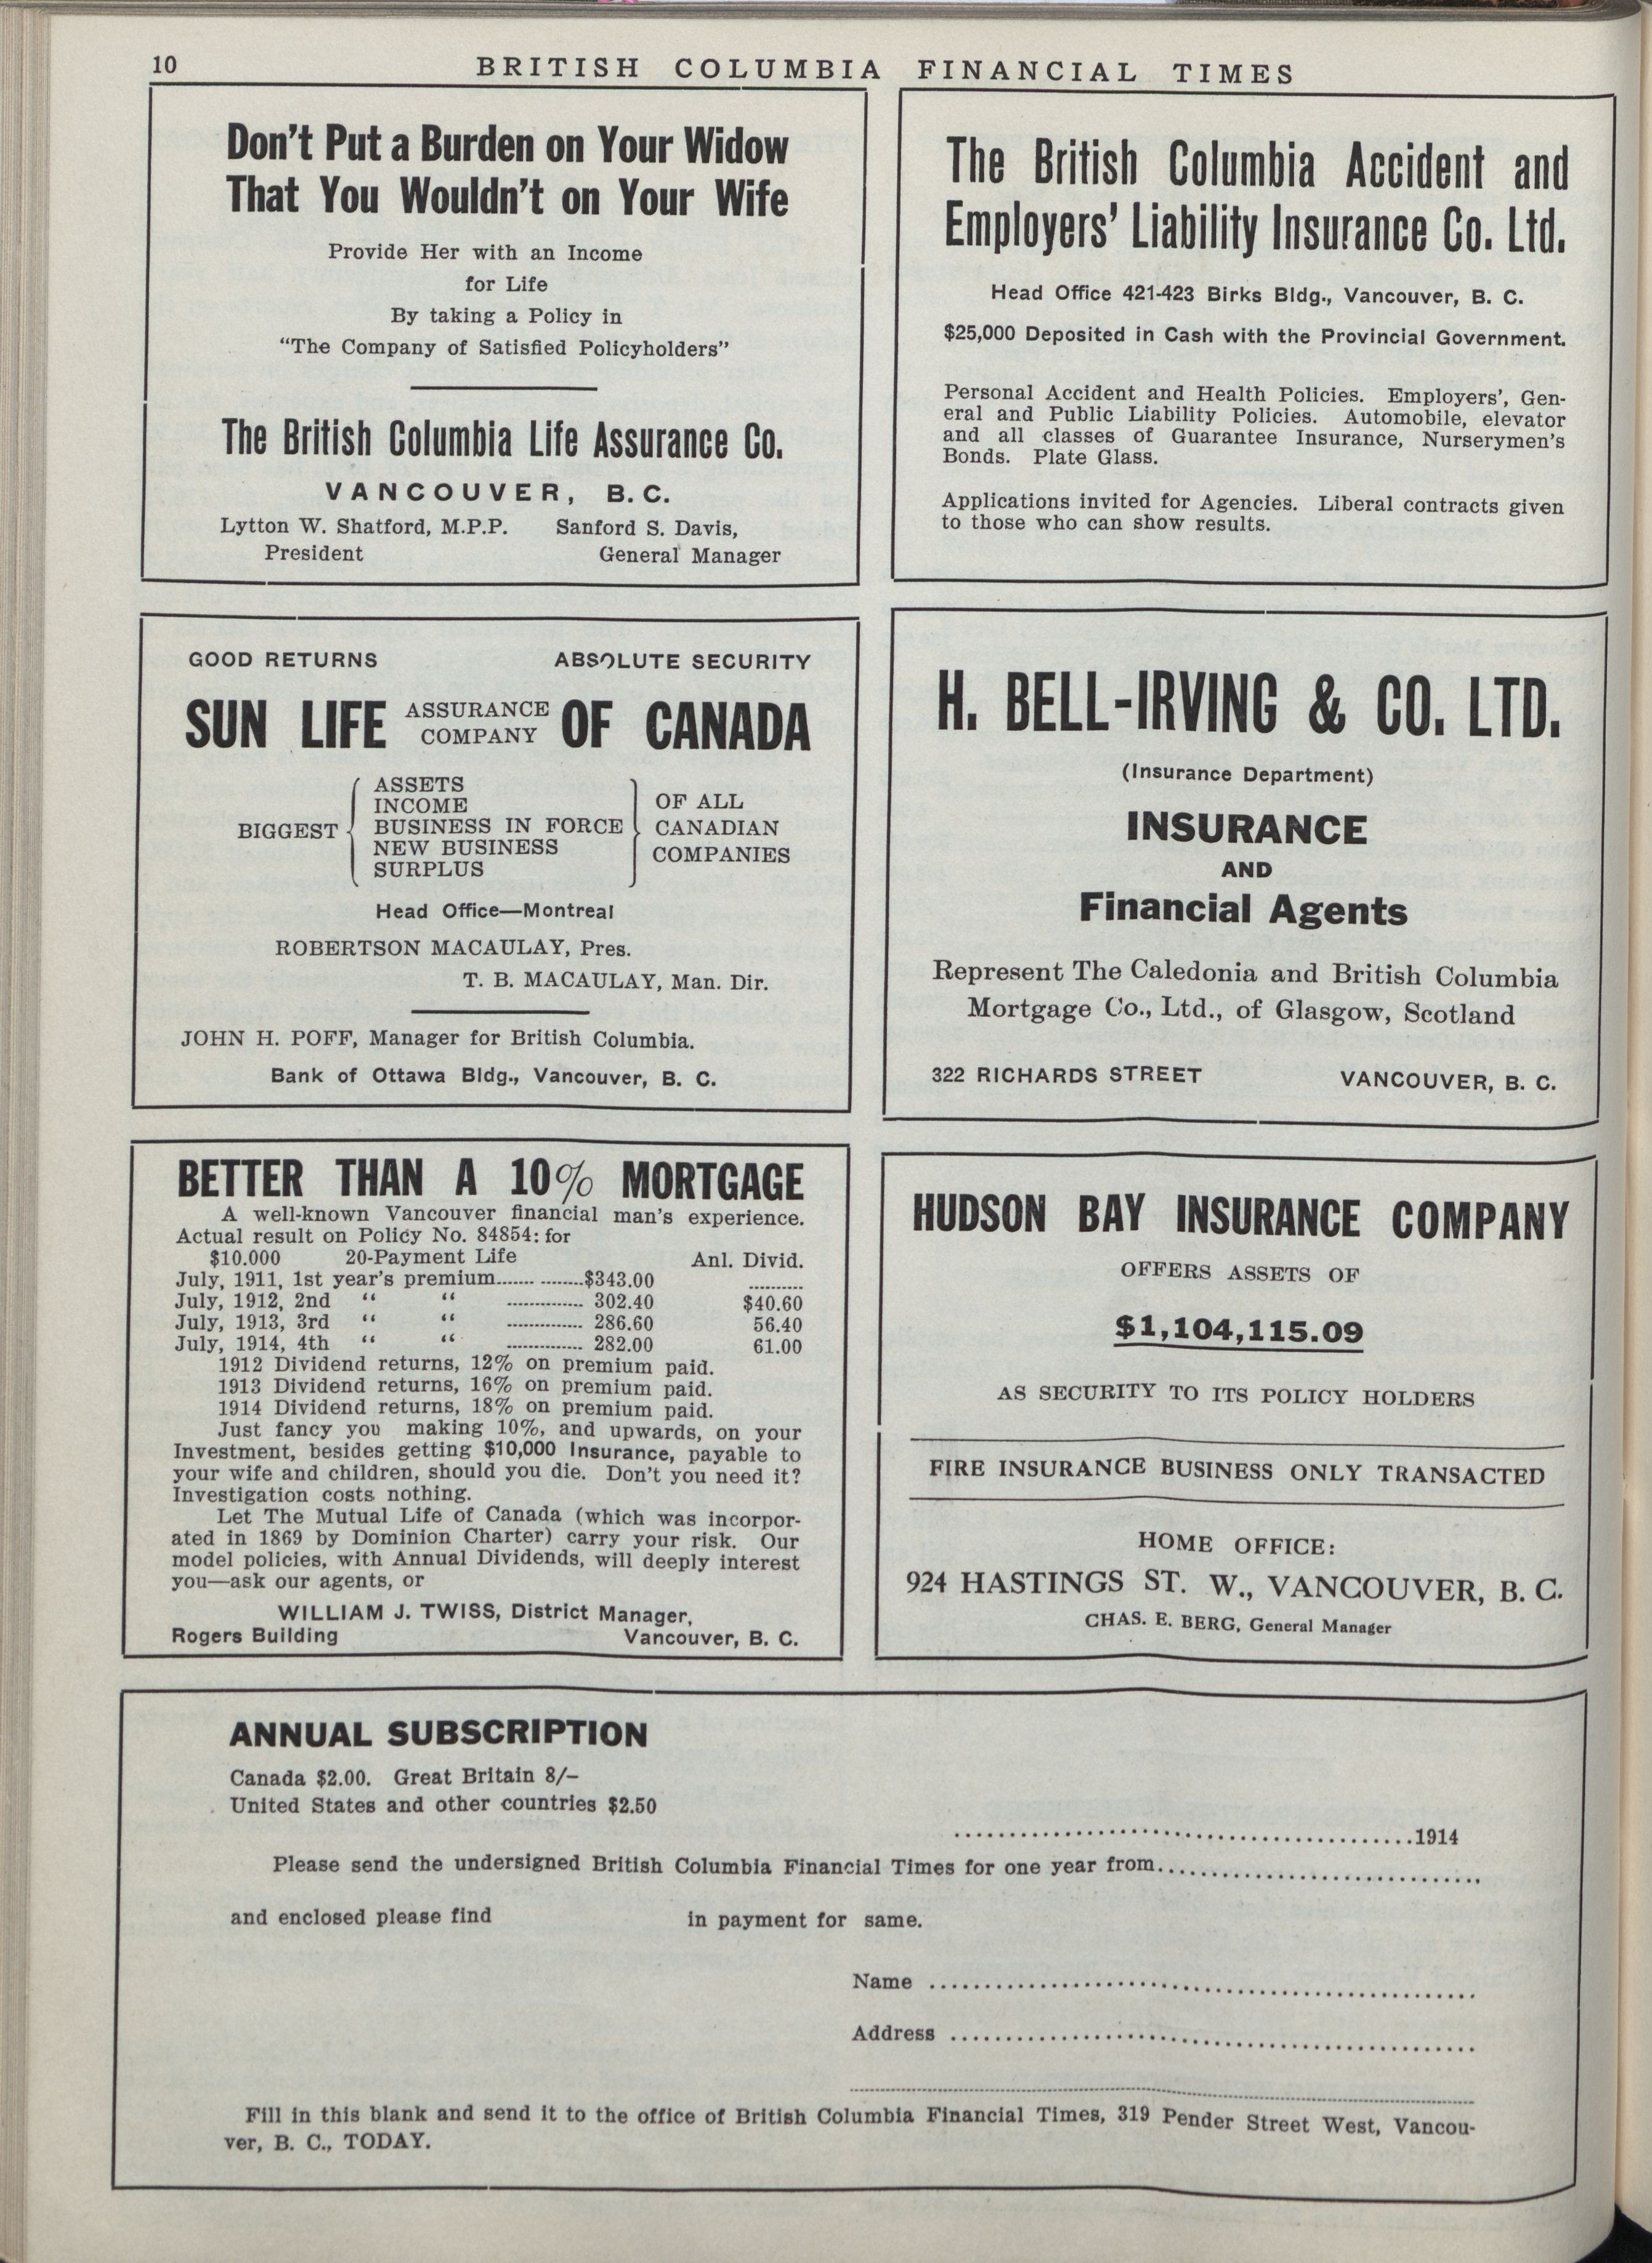 10
BRITISH COLUMBIA FINANCIAL TIMES
Don't Put a Burden on Your Widow
That You Wouldn't on Your Wife
Provide Her with an Income
for Life
By taking a Policy in
"The Company of Satisfied Policyholders"
The British Columbia Life Assurance Co.
VANCOUVER, B. C.
Lytton W. Shatford, M.P.P. Sanford S. Davis,
President General Manager
The British Columbia Accident and
Employers' Liability Insurance Co. Ltd.
Head Office 421-423 Birks Bldg., Vancouver, B. C.
$25,000 Deposited in Cash with the Provincial Government.
Personal Accident and Health Policies. Employers', Gen-
eral and Public Liability Policies. Automobile, elevator
and all classes of Guarantee Insurance, Nurserymen's
Bonds. Plate Glass.
Applications invited for Agencies. Liberal contracts given
to those who can show results.
GOOD RETURNS ABSOLUTE SECURITY
SUN LIFE ASSURANCE COMPANY OF CANADA
BIGGEST
ASSETS
INCOME
BUSINESS IN FORCE
NEW BUSINESS
SURPLUS
OF ALL
CANADIAN
COMPANIES
Head Office—Montreal
ROBERTSON MACAULAY, Pres.
T. B. MACAULAY, Man. Dir.
JOHN H. POFF, Manager for British Columbia.
Bank of Ottawa Bldg., Vancouver, B. C.
H. BELL-IRVING & CO. LTD.
(Insurance Department)
INSURANCE
AND
Financial Agents
Represent The Caledonia and British Columbia
Mortgage Co., Ltd., of Glasgow, Scotland
322 RICHARDS STREET VANCOUVER, B. C.
BETTER THAN A 10% MORTGAGE
A well-known Vancouver financial man's experience.
Actual result on Policy No. 84854: for
$10.000 20-Payment Life Anl. Divid.
July, 1911, 1st year's premium...............$343.00 ..........
July, 1912, 2nd " " .............. 302.40 $40.60
July, 1913, 3rd " " .............. 286.60 56.40
July, 1914, 4th " " .............. 282.00 61.00
1912 Dividend returns, 12% on premium paid.
1913 Dividend returns, 16% on premium paid.
1914 Dividend returns, 18% on premium paid.
Just fancy you making 10%, and upwards, on your
Investment, besides getting $10,000 Insurance, payable to
your wife and children, should you die. Don't you need it?
Investigation costs nothing.
Let The Mutual Life of Canada (which was incorpor-
ated in 1869 by Dominion Charter) carry your risk. Our
model policies, with Annual Dividends, will deeply interest
you—ask our agents, or
WILLIAM J. TWISS, District Manager,
Rogers Building Vancouver, B. C.
HUDSON BAY INSURANCE COMPANY
OFFERS ASSETS OF
$1,104,115.09
AS SECURITY TO ITS POLICY HOLDERS
FIRE INSURANCE BUSINESS ONLY TRANSACTED
HOME OFFICE:
924 HASTINGS ST. W., VANCOUVER, B. C.
CHAS. E. BERG, General Manager
ANNUAL SUBSCRIPTION
Canada $2.00. Great Britain 8/–
United States and other countries $2.50
..................................................1914
Please send the undersigned British Columbia Financial Times for one year from....................................
and enclosed please find in payment for same.
Name ............................................................
Address ..........................................................
Fill in this blank and send it to the office of British Columbia Financial Times, 319 Pender Street West, Vancou-
ver, B. C., TODAY.